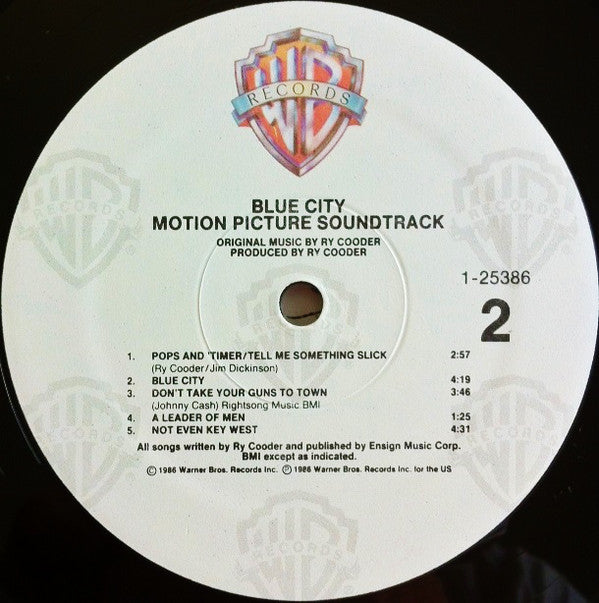 WB
RECORDS
®
BLUE CITY
MOTION PICTURE SOUNDTRACK
ORIGINAL MUSIC BY RY COODER
PRODUCED BY RY COODER
1-25386
2
1. POPS AND 'TIMER/TELL ME SOMETHING SLICK 2:57
(Ry Cooder/Jim Dickinson)
2. BLUE CITY 4:19
3. DON'T TAKE YOUR GUNS TO TOWN 3:46
(Johnny Cash) Rightsong Music BMI
4. A LEADER OF MEN 1:25
5. NOT EVEN KEY WEST 4:31
All songs written by Ry Cooder and published by Ensign Music Corp.
BMI except as indicated.
© 1986 Warner Bros. Records Inc. ℗ 1986 Warner Bros. Records Inc. for the US